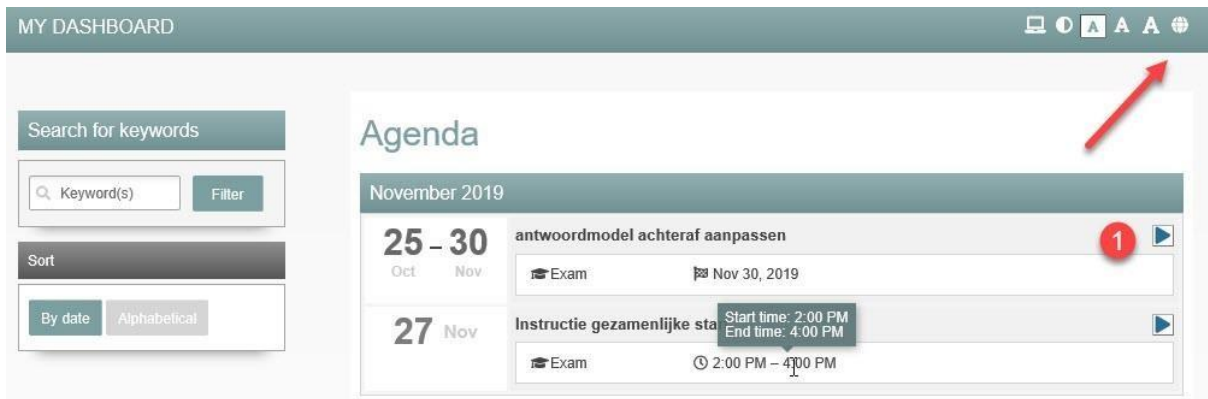 MY DASHBOARD
A A A
Search for keywords
Keyword(s)
Filter
Sort
By date
Alphabetical
Agenda
November 2019
25 – 30
Oct Nov
antwoordmodel achteraf aanpassen
1
Exam
Nov 30, 2019
27 Nov
Instructie gezamenlijke
Start time: 2:00 PM
End time: 4:00 PM
Exam
2:00 PM – 4:00 PM